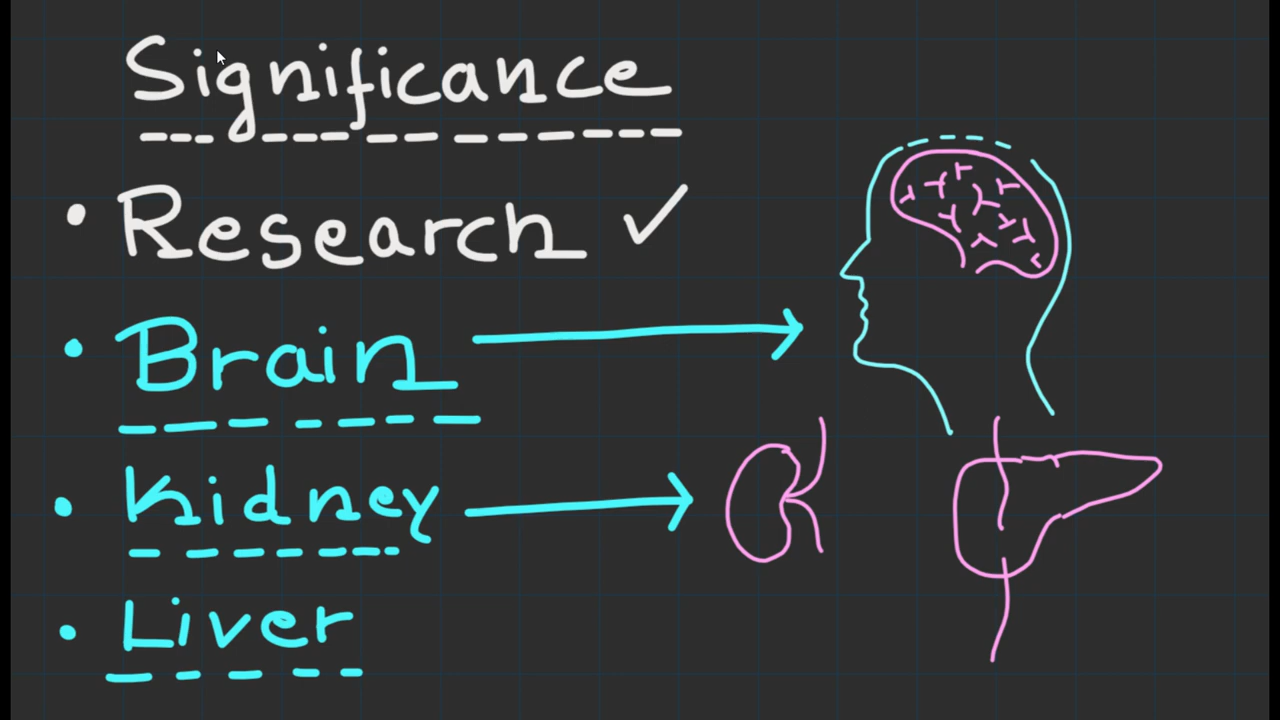 Significance
• Research ✓
• Brain
• Kidney
• Liver